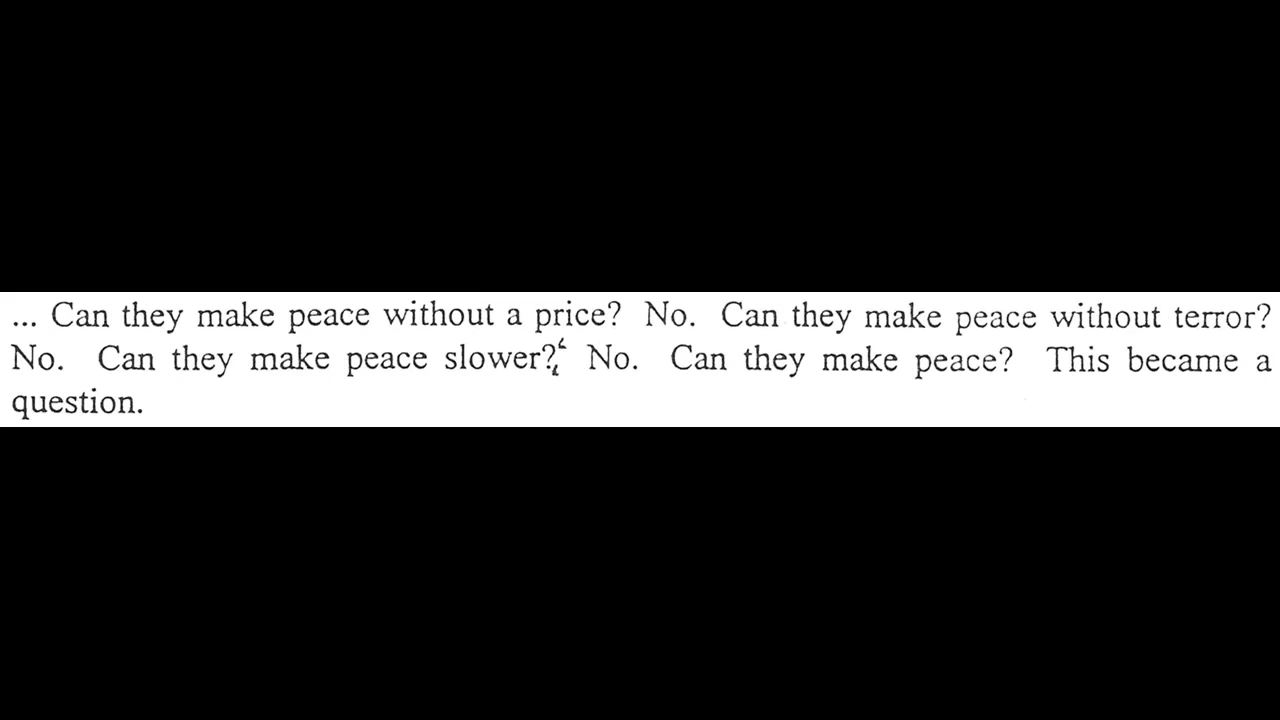 ... Can they make peace without a price? No. Can they make peace without terror?
No. Can they make peace slower? No. Can they make peace? This became a
question.